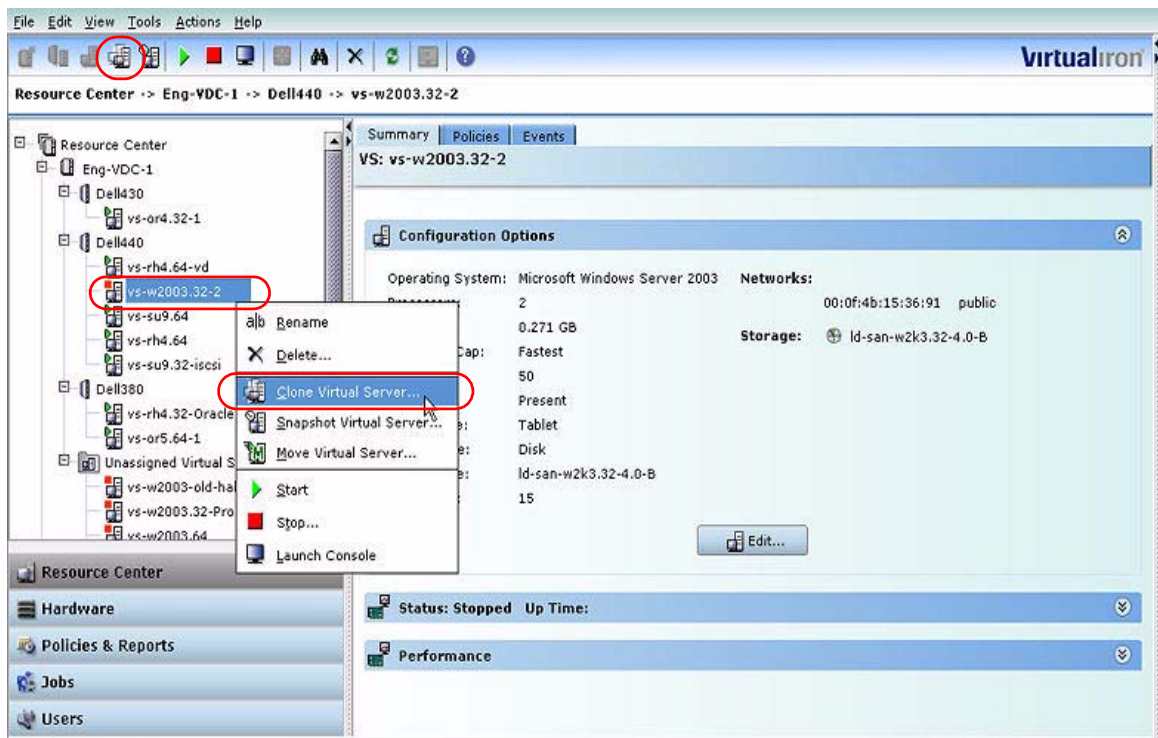 File Edit View Tools Actions Help
Virtualiron
Resource Center -> Eng-VDC-1 -> Dell440 -> vs-w2003.32-2
Resource Center
Eng-VDC-1
Dell430
vs-or4.32-1
Dell440
vs-rh4.64-vd
vs-w2003.32-2
vs-su9.64
vs-rh4.64
vs-su9.32-iscsi
Dell380
vs-rh4.32-Oracle
vs-or5.64-1
Unassigned Virtual S
vs-w2003-old-hal
vs-w2003.32-Pro
vs-w2003.64
a|b Rename
Delete...
Clone Virtual Server...
Snapshot Virtual Server...
Move Virtual Server...
Start
Stop...
Launch Console
Resource Center
Hardware
Policies & Reports
Jobs
Users
Summary Policies Events
VS: vs-w2003.32-2
Configuration Options
Operating System: Microsoft Windows Server 2003 Networks:
2 00:0f:4b:15:36:91 public
0.271 GB
Storage: ld-san-w2k3.32-4.0-B
Cap: Fastest
50
Present
e: Tablet
e: Disk
e: ld-san-w2k3.32-4.0-B
: 15
Edit...
Status: Stopped Up Time:
Performance